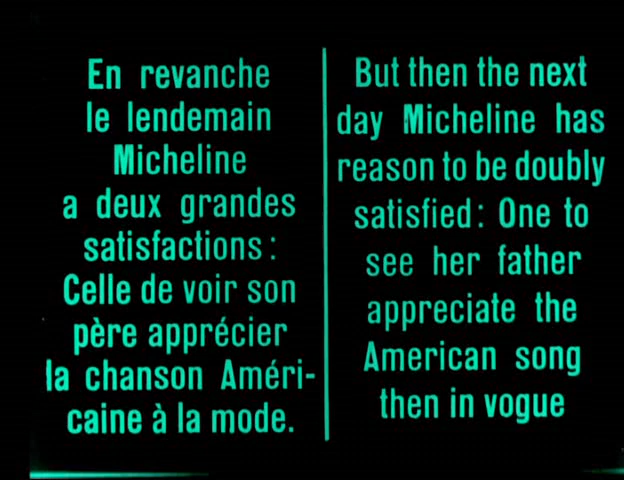 En revanche
le lendemain
Micheline
a deux grandes
satisfactions :
Celle de voir son
père apprécier
la chanson Améri-
caine à la mode.
But then the next
day Micheline has
reason to be doubly
satisfied : One to
see her father
appreciate the
American song
then in vogue